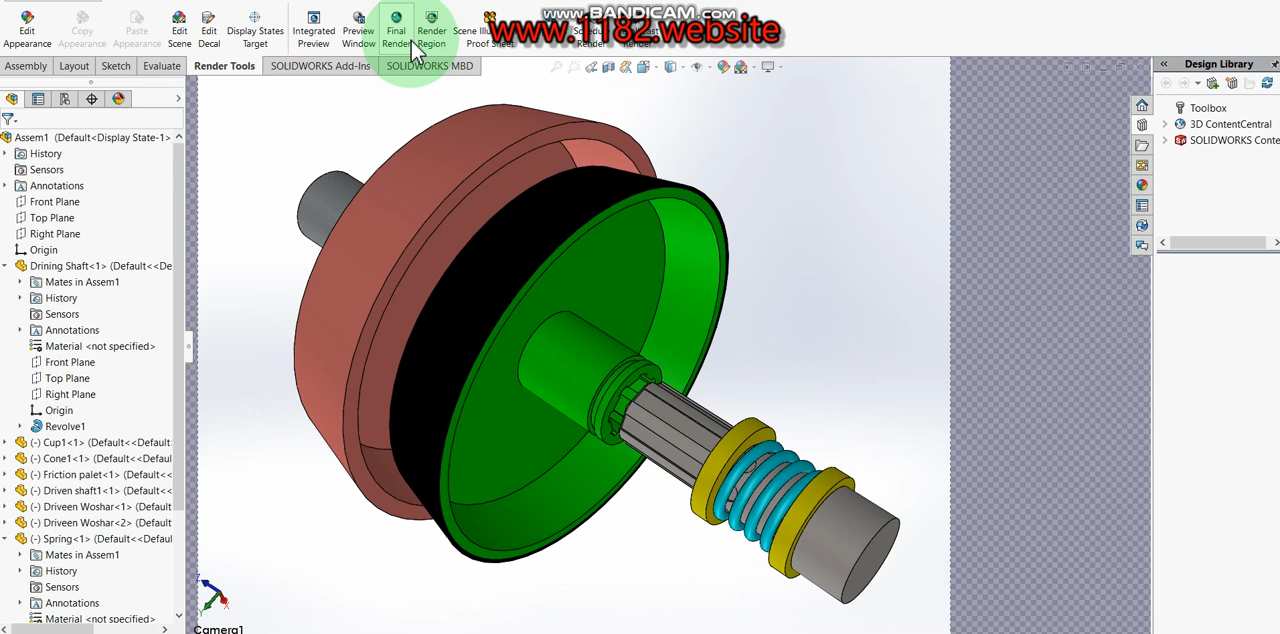 www.BANDICAM.com
www.1182.website
Edit Appearance
Copy Appearance
Paste Appearance
Edit Scene
Edit Decal
Display States Target
Integrated Preview
Preview Window
Final Render
Render Region
Scene Illu
Proof Sheet
Render
Render
Assembly
Layout
Sketch
Evaluate
Render Tools
SOLIDWORKS Add-Ins
SOLIDWORKS MBD
Design Library
Toolbox
3D ContentCentral
SOLIDWORKS Conte
Assem1 (Default<Display State-1>
History
Sensors
Annotations
Front Plane
Top Plane
Right Plane
Origin
Drining Shaft<1> (Default<<De
Mates in Assem1
History
Sensors
Annotations
Material <not specified>
Front Plane
Top Plane
Right Plane
Origin
Revolve1
(-) Cup1<1> (Default<<Default
(-) Cone1<1> (Default<<Defaul
(-) Friction palet<1> (Default<
(-) Driven shaft1<1> (Default<
(-) Driveen Woshar<1> (Default
(-) Driveen Woshar<2> (Default
(-) Spring<1> (Default<<Default
Mates in Assem1
History
Sensors
Annotations
Material <not specified>
Z
Y
X
Camera1